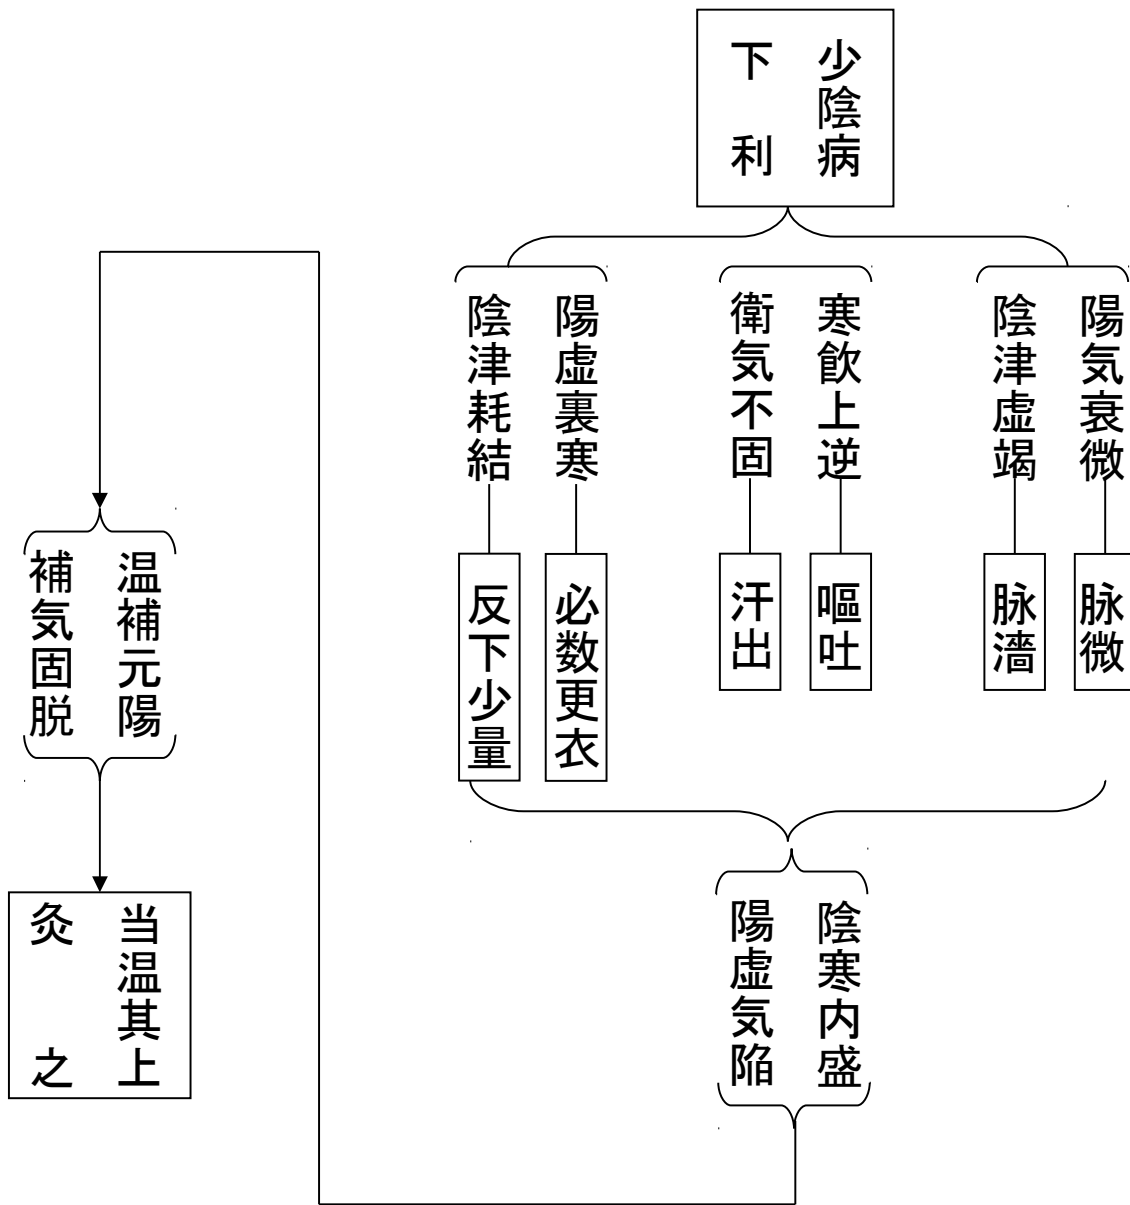 少陰病
下利
陽気衰微
陰津虚竭
寒飲上逆
衛気不固
陽虚裏寒
陰津耗結
脉微
脉濇
嘔吐
汗出
必数更衣
反下少量
陰寒内盛
陽虚気陥
温補元陽
補気固脱
当温其上
灸之